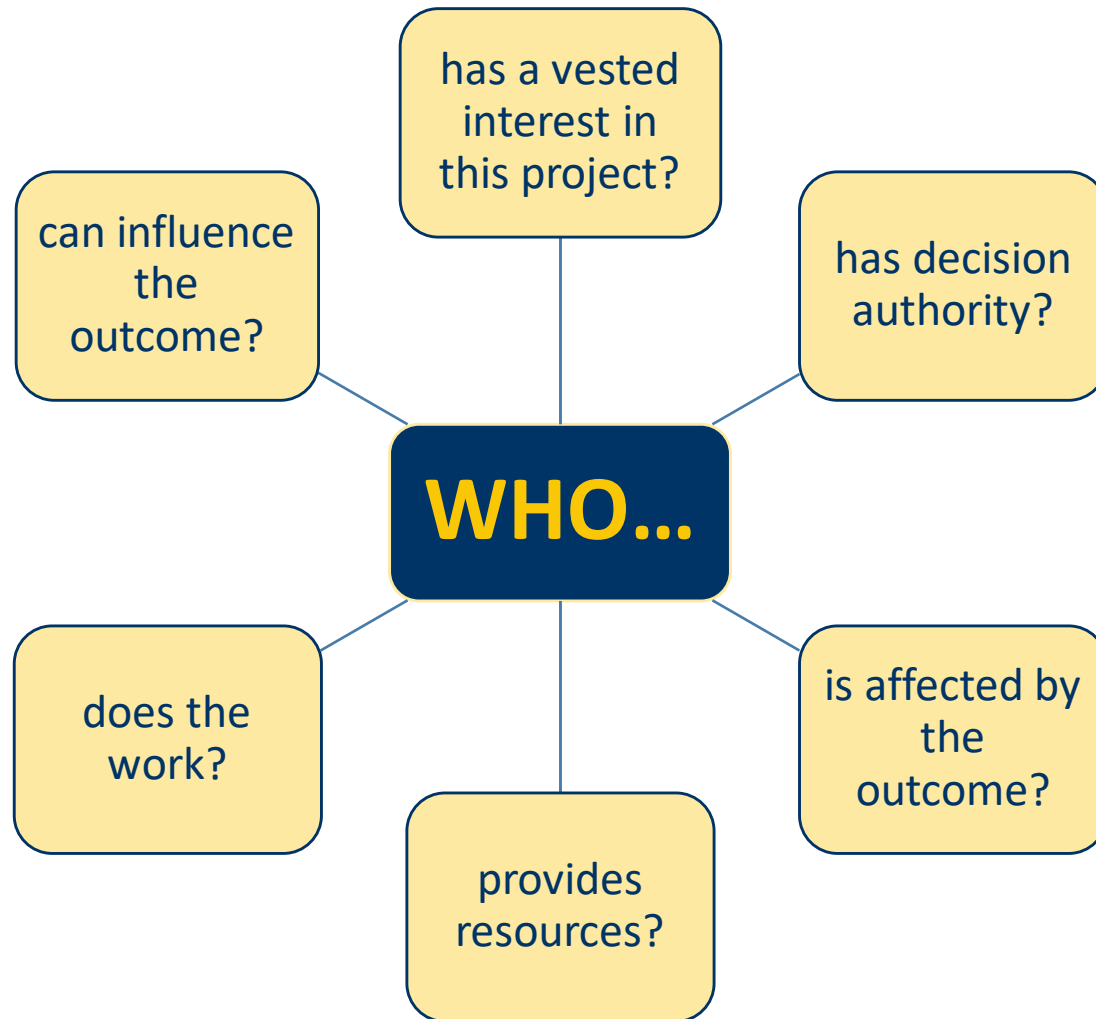 has a vested
interest in
this project?
can influence
the
outcome?
has decision
authority?
WHO...
does the
work?
is affected by
the
outcome?
provides
resources?